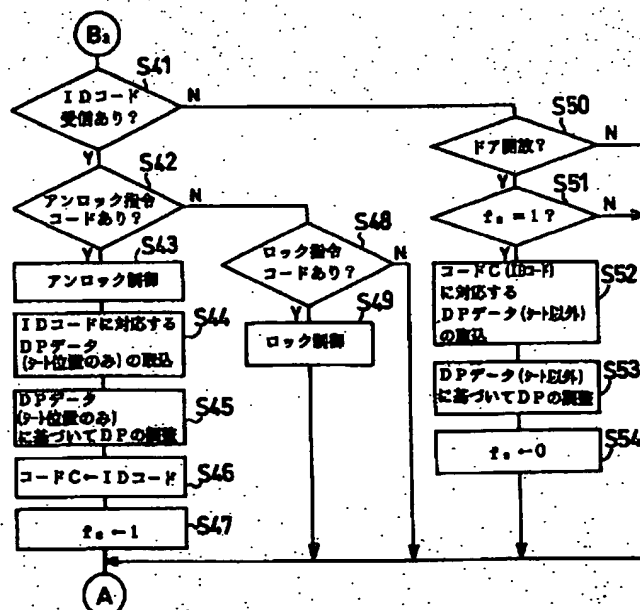 B₃
S41
IDコード
受信あり?
N
Y
S42
アンロック指令
コードあり?
N
Y
S43
アンロック制御
S44
IDコードに対応する
DPデータ
(シート位置のみ)の取込
S45
DPデータ
(シート位置のみ)
に基づいてDPの調整
S46
コードC←IDコード
S47
fₛ←1
A
S48
ロック指令
コードあり?
N
Y
S49
ロック制御
S50
ドア開放?
N
Y
S51
fₛ=1?
N
Y
S52
コードC(IDコード)
に対応する
DPデータ(シート以外)
の取込
S53
DPデータ(シート以外)
に基づいてDPの調整
S54
fₛ←0